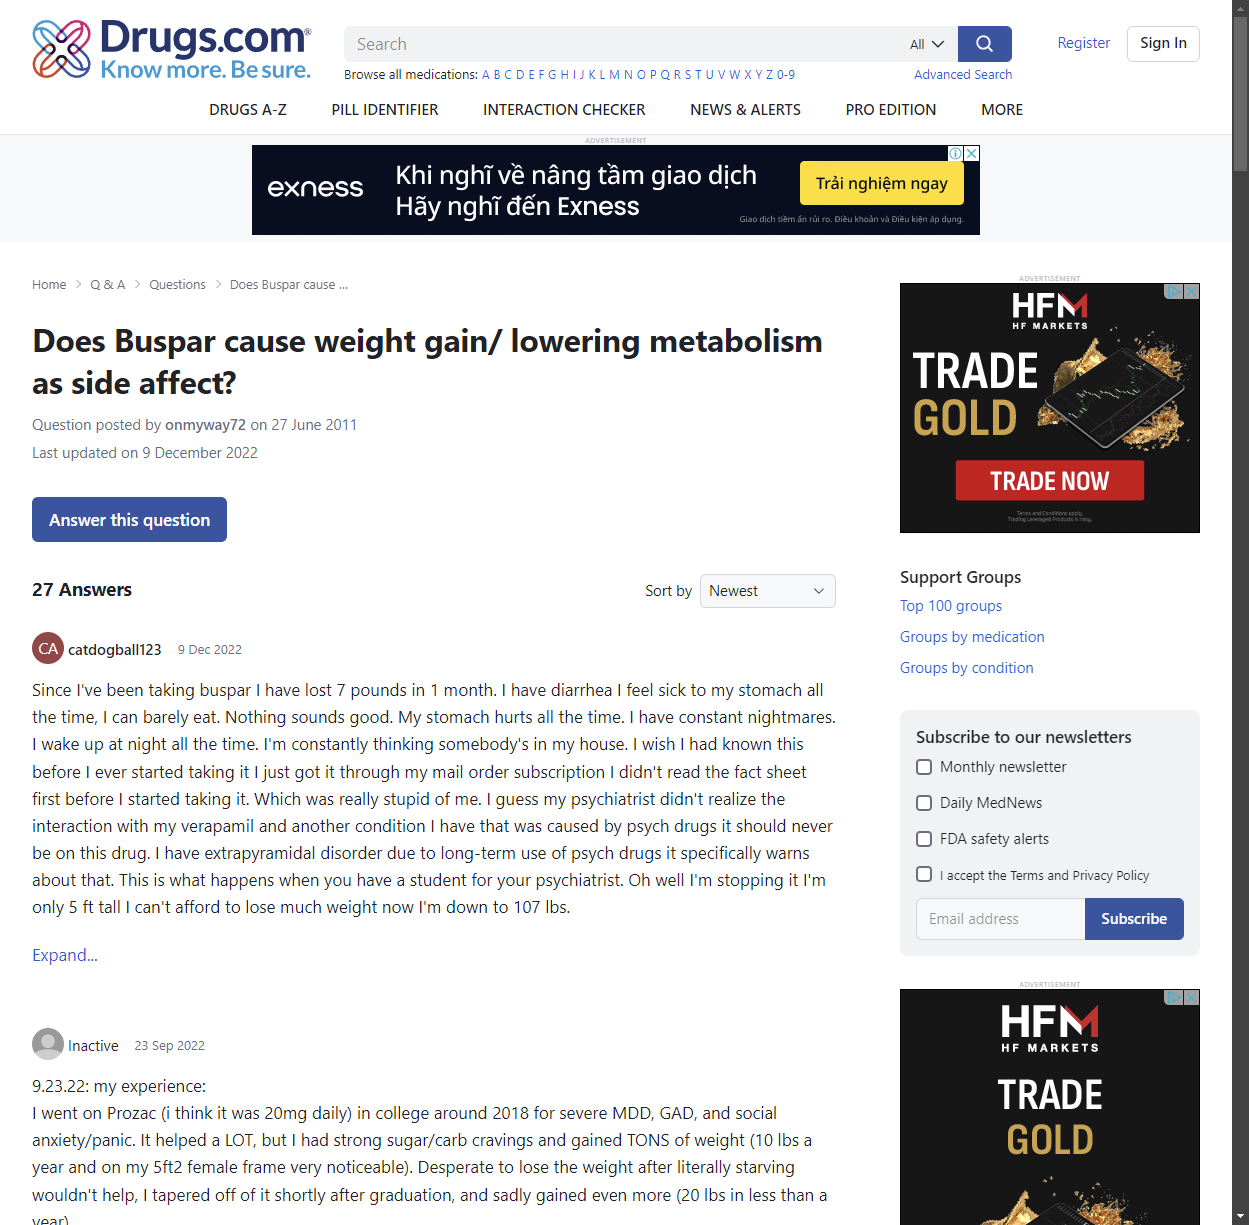 Drugs.com®
Know more. Be sure.
Search
All
Register
Sign In
Browse all medications: A B C D E F G H I J K L M N O P Q R S T U V W X Y Z 0-9
Advanced Search
DRUGS A-Z
PILL IDENTIFIER
INTERACTION CHECKER
NEWS & ALERTS
PRO EDITION
MORE
ADVERTISEMENT
exness
Khi nghĩ về nâng tầm giao dịch
Hãy nghĩ đến Exness
Trải nghiệm ngay
Giao dịch tiềm ẩn rủi ro. Điều khoản và Điều kiện áp dụng.
Home
Q & A
Questions
Does Buspar cause ...
Does Buspar cause weight gain/ lowering metabolism
as side affect?
Question posted by onmyway72 on 27 June 2011
Last updated on 9 December 2022
Answer this question
27 Answers
Sort by
Newest
CA
catdogball123
9 Dec 2022
Since I've been taking buspar I have lost 7 pounds in 1 month. I have diarrhea I feel sick to my stomach all
the time, I can barely eat. Nothing sounds good. My stomach hurts all the time. I have constant nightmares.
I wake up at night all the time. I'm constantly thinking somebody's in my house. I wish I had known this
before I ever started taking it I just got it through my mail order subscription I didn't read the fact sheet
first before I started taking it. Which was really stupid of me. I guess my psychiatrist didn't realize the
interaction with my verapamil and another condition I have that was caused by psych drugs it should never
be on this drug. I have extrapyramidal disorder due to long-term use of psych drugs it specifically warns
about that. This is what happens when you have a student for your psychiatrist. Oh well I'm stopping it I'm
only 5 ft tall I can't afford to lose much weight now I'm down to 107 lbs.
Expand...
Inactive
23 Sep 2022
9.23.22: my experience:
I went on Prozac (i think it was 20mg daily) in college around 2018 for severe MDD, GAD, and social
anxiety/panic. It helped a LOT, but I had strong sugar/carb cravings and gained TONS of weight (10 lbs a
year and on my 5ft2 female frame very noticeable). Desperate to lose the weight after literally starving
wouldn't help, I tapered off of it shortly after graduation, and sadly gained even more (20 lbs in less than a
year)
ADVERTISEMENT
HFM
HF MARKETS
TRADE
GOLD
TRADE NOW
Terms and Conditions apply.
Trading Leveraged Products is risky.
Support Groups
Top 100 groups
Groups by medication
Groups by condition
Subscribe to our newsletters
Monthly newsletter
Daily MedNews
FDA safety alerts
I accept the Terms and Privacy Policy
Email address
Subscribe
ADVERTISEMENT
HFM
HF MARKETS
TRADE
GOLD